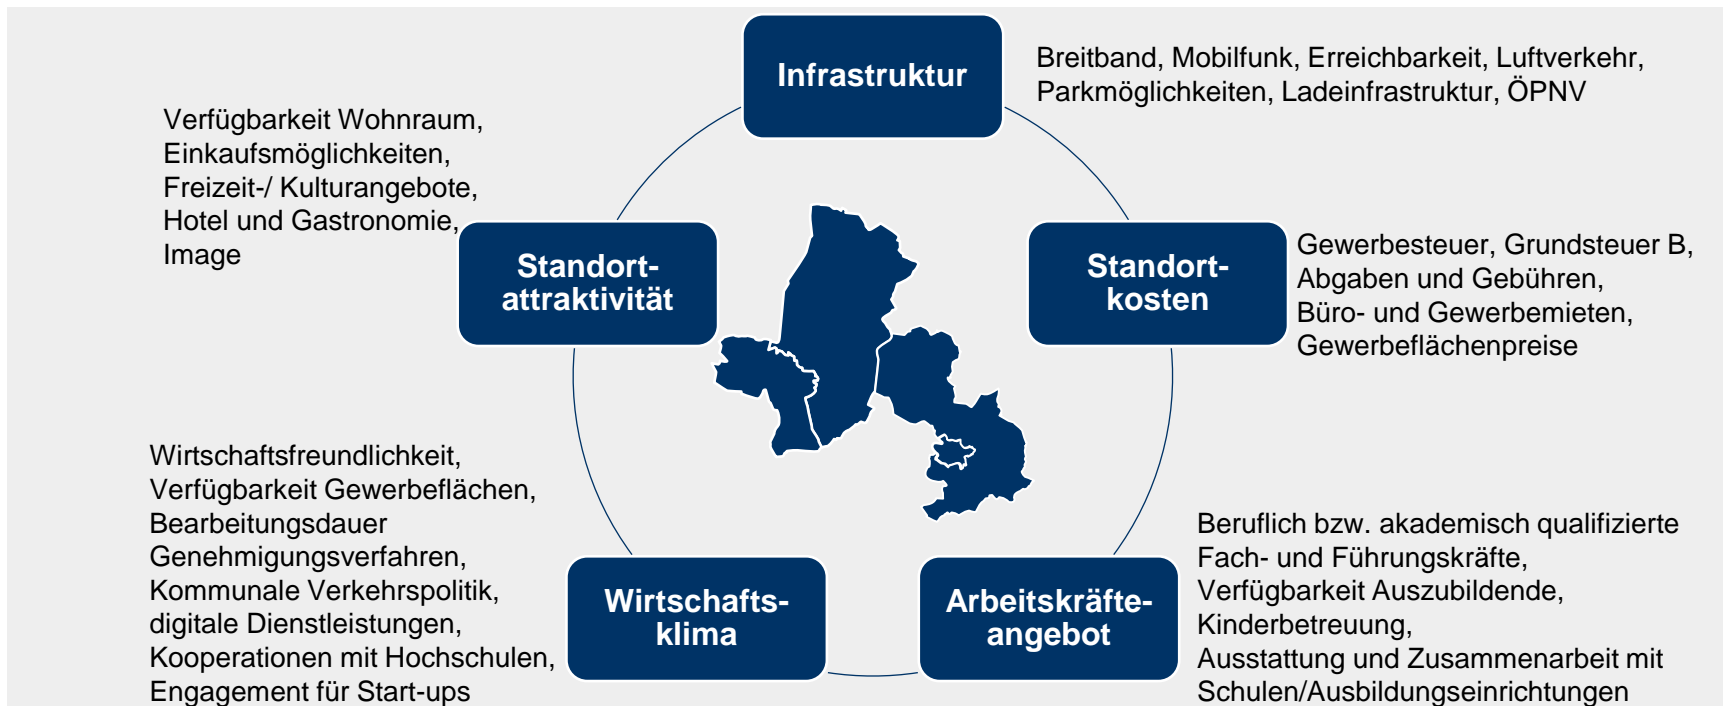 Infrastruktur
Breitband, Mobilfunk, Erreichbarkeit, Luftverkehr,
Parkmöglichkeiten, Ladeinfrastruktur, ÖPNV
Standort-
kosten
Gewerbesteuer, Grundsteuer B,
Abgaben und Gebühren,
Büro- und Gewerbemieten,
Gewerbeflächenpreise
Arbeitskräfte-
angebot
Beruflich bzw. akademisch qualifizierte
Fach- und Führungskräfte,
Verfügbarkeit Auszubildende,
Kinderbetreuung,
Ausstattung und Zusammenarbeit mit
Schulen/Ausbildungseinrichtungen
Wirtschafts-
klima
Wirtschaftsfreundlichkeit,
Verfügbarkeit Gewerbeflächen,
Bearbeitungsdauer
Genehmigungsverfahren,
Kommunale Verkehrspolitik,
digitale Dienstleistungen,
Kooperationen mit Hochschulen,
Engagement für Start-ups
Standort-
attraktivität
Verfügbarkeit Wohnraum,
Einkaufsmöglichkeiten,
Freizeit-/ Kulturangebote,
Hotel und Gastronomie,
Image